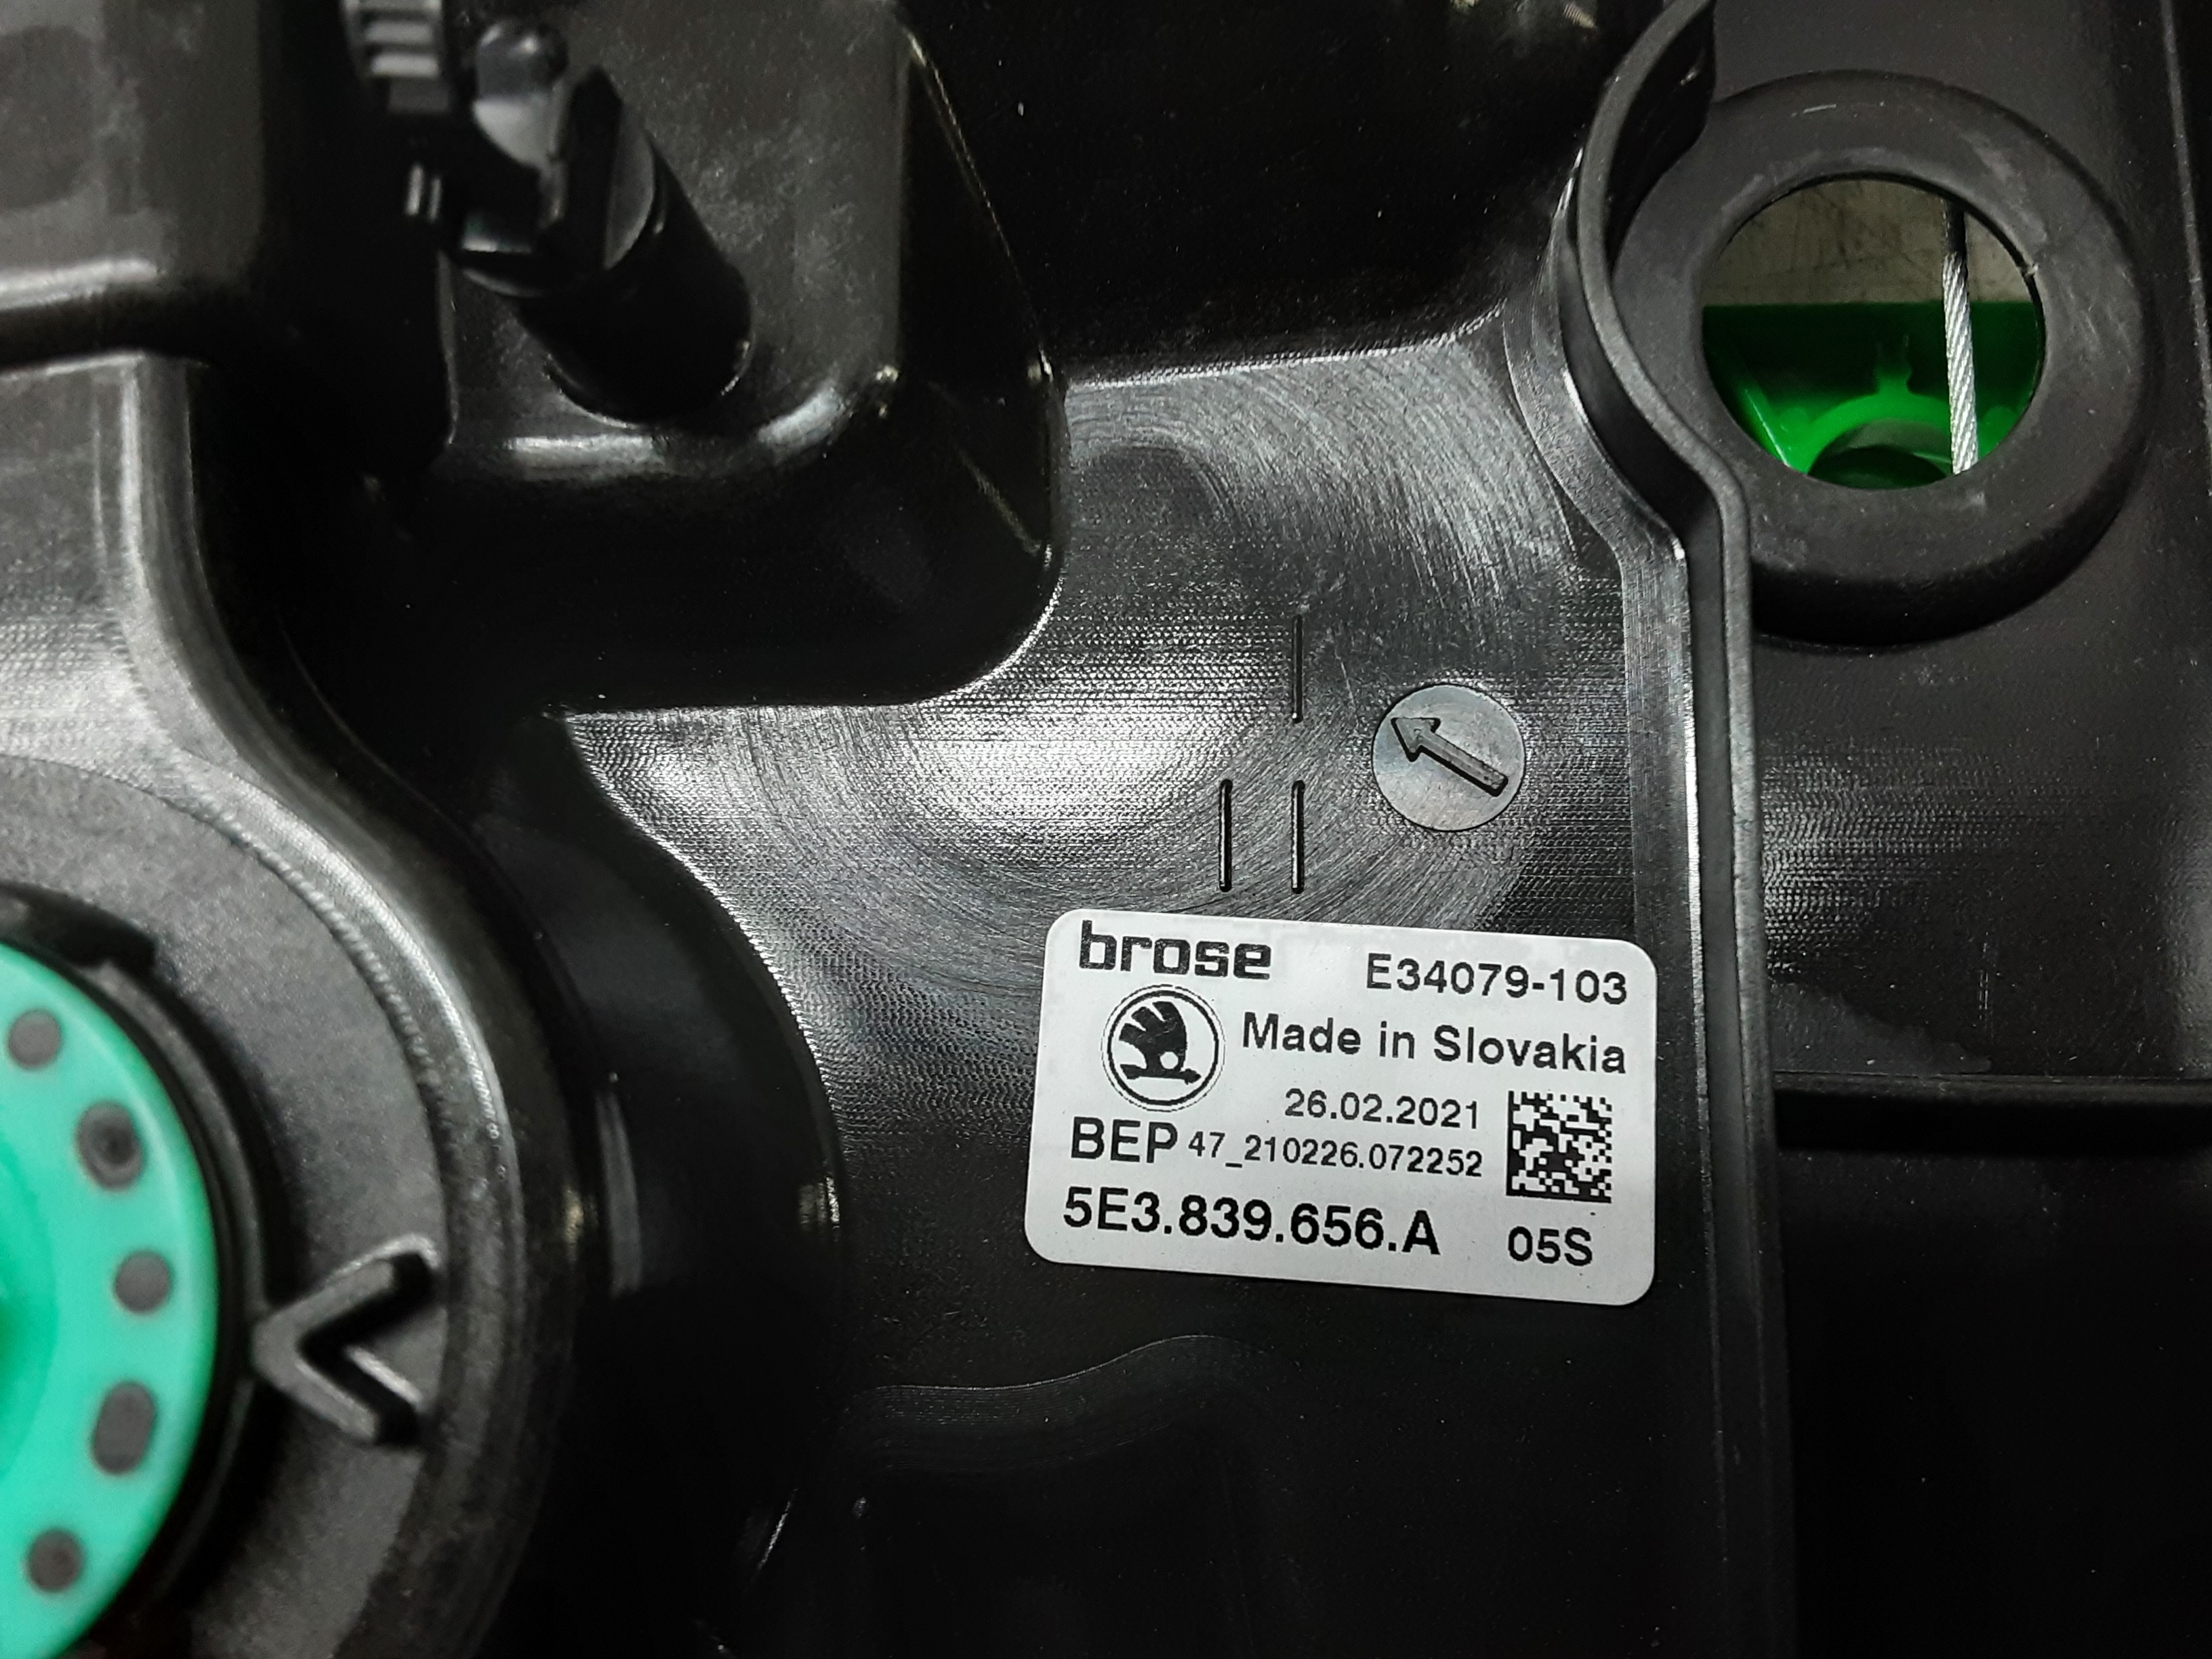 brose E34079-103
Made in Slovakia
26.02.2021
BEP 47_210226.072252
5E3.839.656.A 05S